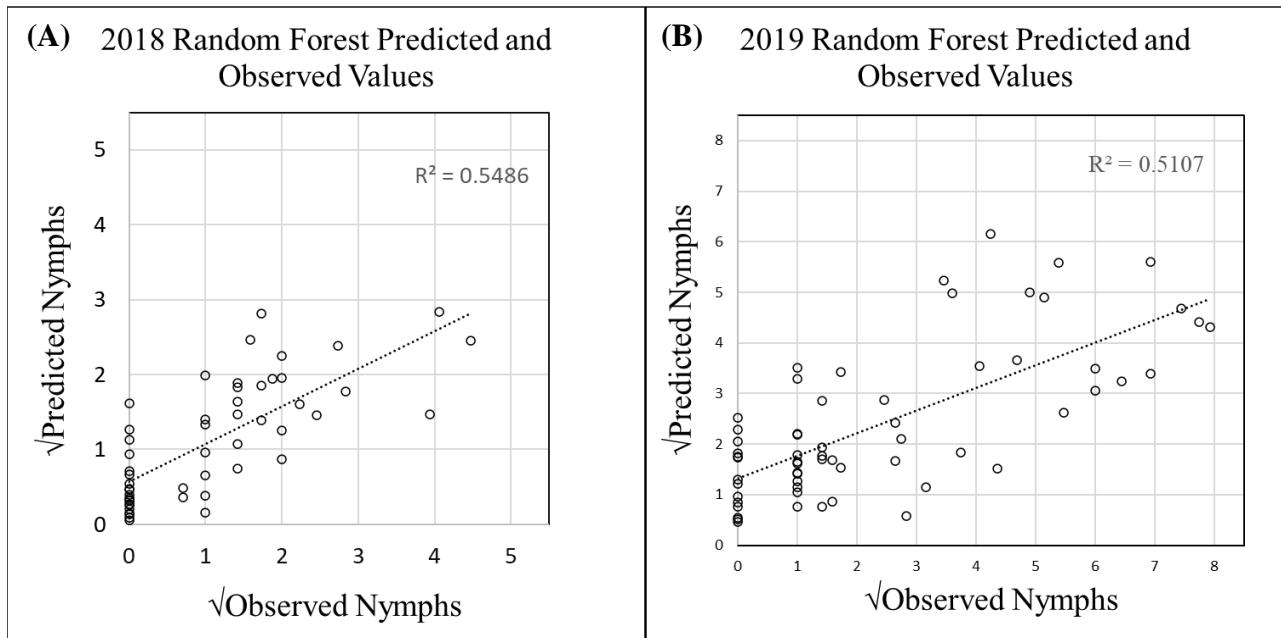 (A) 2018 Random Forest Predicted and
Observed Values
R² = 0.5486
5
4
3
2
1
0
√Predicted Nymphs
0 1 2 3 4 5
√Observed Nymphs
(B) 2019 Random Forest Predicted and
Observed Values
R² = 0.5107
8
7
6
5
4
3
2
1
0
√Predicted Nymphs
0 1 2 3 4 5 6 7 8
√Observed Nymphs